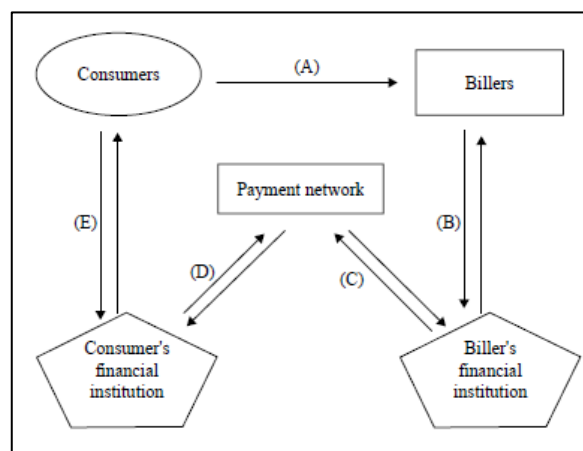 Consumers
(A)
Billers
Payment network
(E)
(B)
(D)
(C)
Consumer's
financial
institution
Biller's
financial
institution